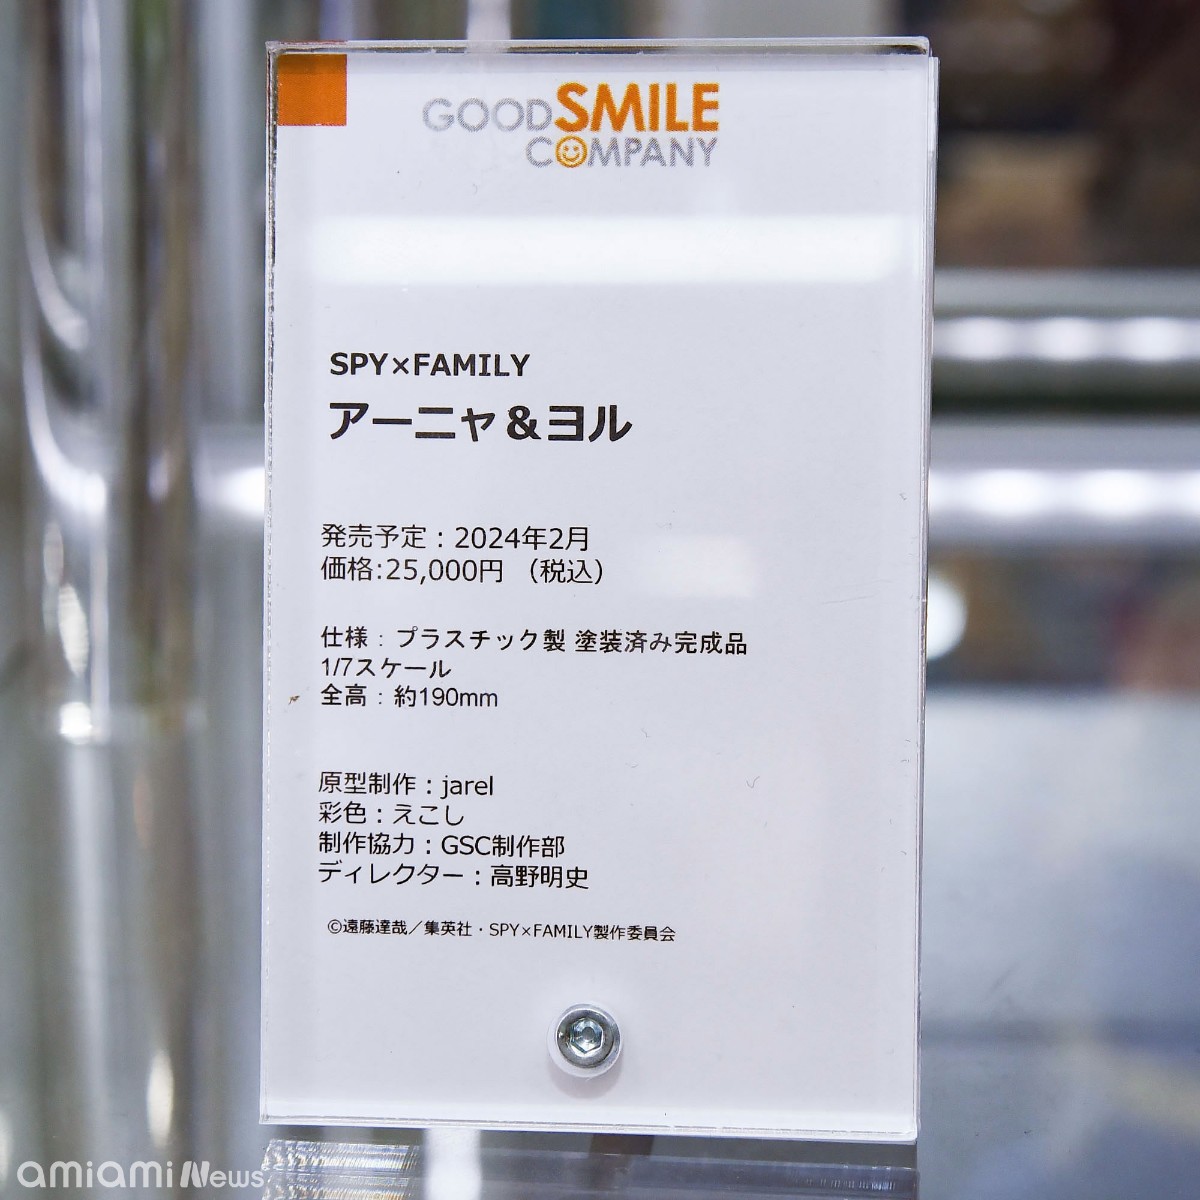 GOODSMILE
COMPANY
SPY×FAMILY
アーニャ＆ヨル
発売予定：2024年2月
価格:25,000円 （税込）
仕様：プラスチック製 塗装済み完成品
1/7スケール
全高：約190mm
原型制作：jarel
彩色：えこし
制作協力：GSC制作部
ディレクター：高野明史
©遠藤達哉／集英社・SPY×FAMILY製作委員会
amiami News